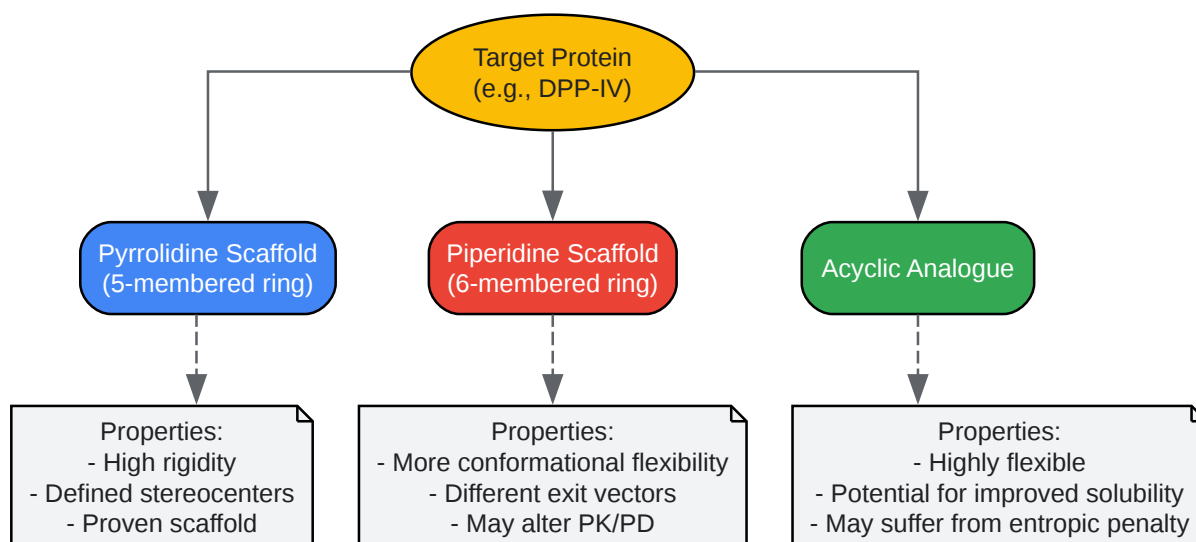 Target Protein
(e.g., DPP-IV)
Pyrrolidine Scaffold
(5-membered ring)
Piperidine Scaffold
(6-membered ring)
Acyclic Analogue
Properties:
- High rigidity
- Defined stereocenters
- Proven scaffold
Properties:
- More conformational flexibility
- Different exit vectors
- May alter PK/PD
Properties:
- Highly flexible
- Potential for improved solubility
- May suffer from entropic penalty